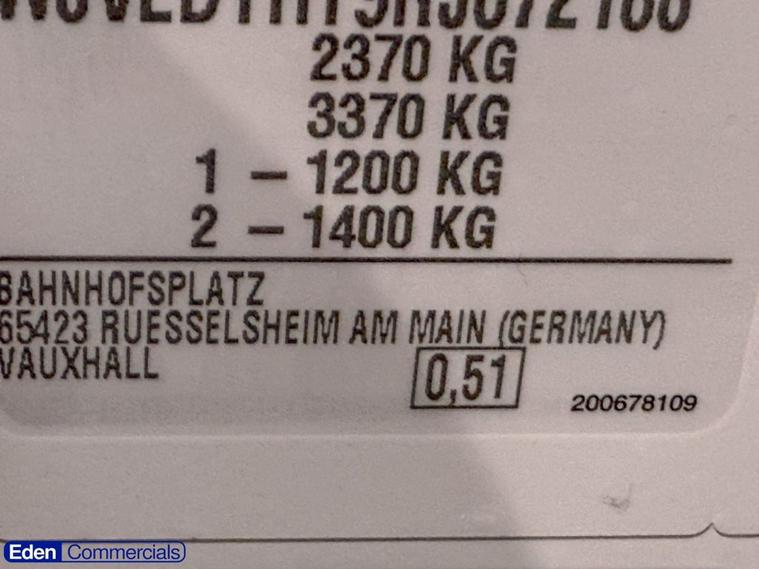 2370 KG
3370 KG
1 – 1200 KG
2 – 1400 KG
BAHNHOFSPLATZ
65423 RUESSELSHEIM AM MAIN (GERMANY)
VAUXHALL
0,51
200678109
Eden Commercials